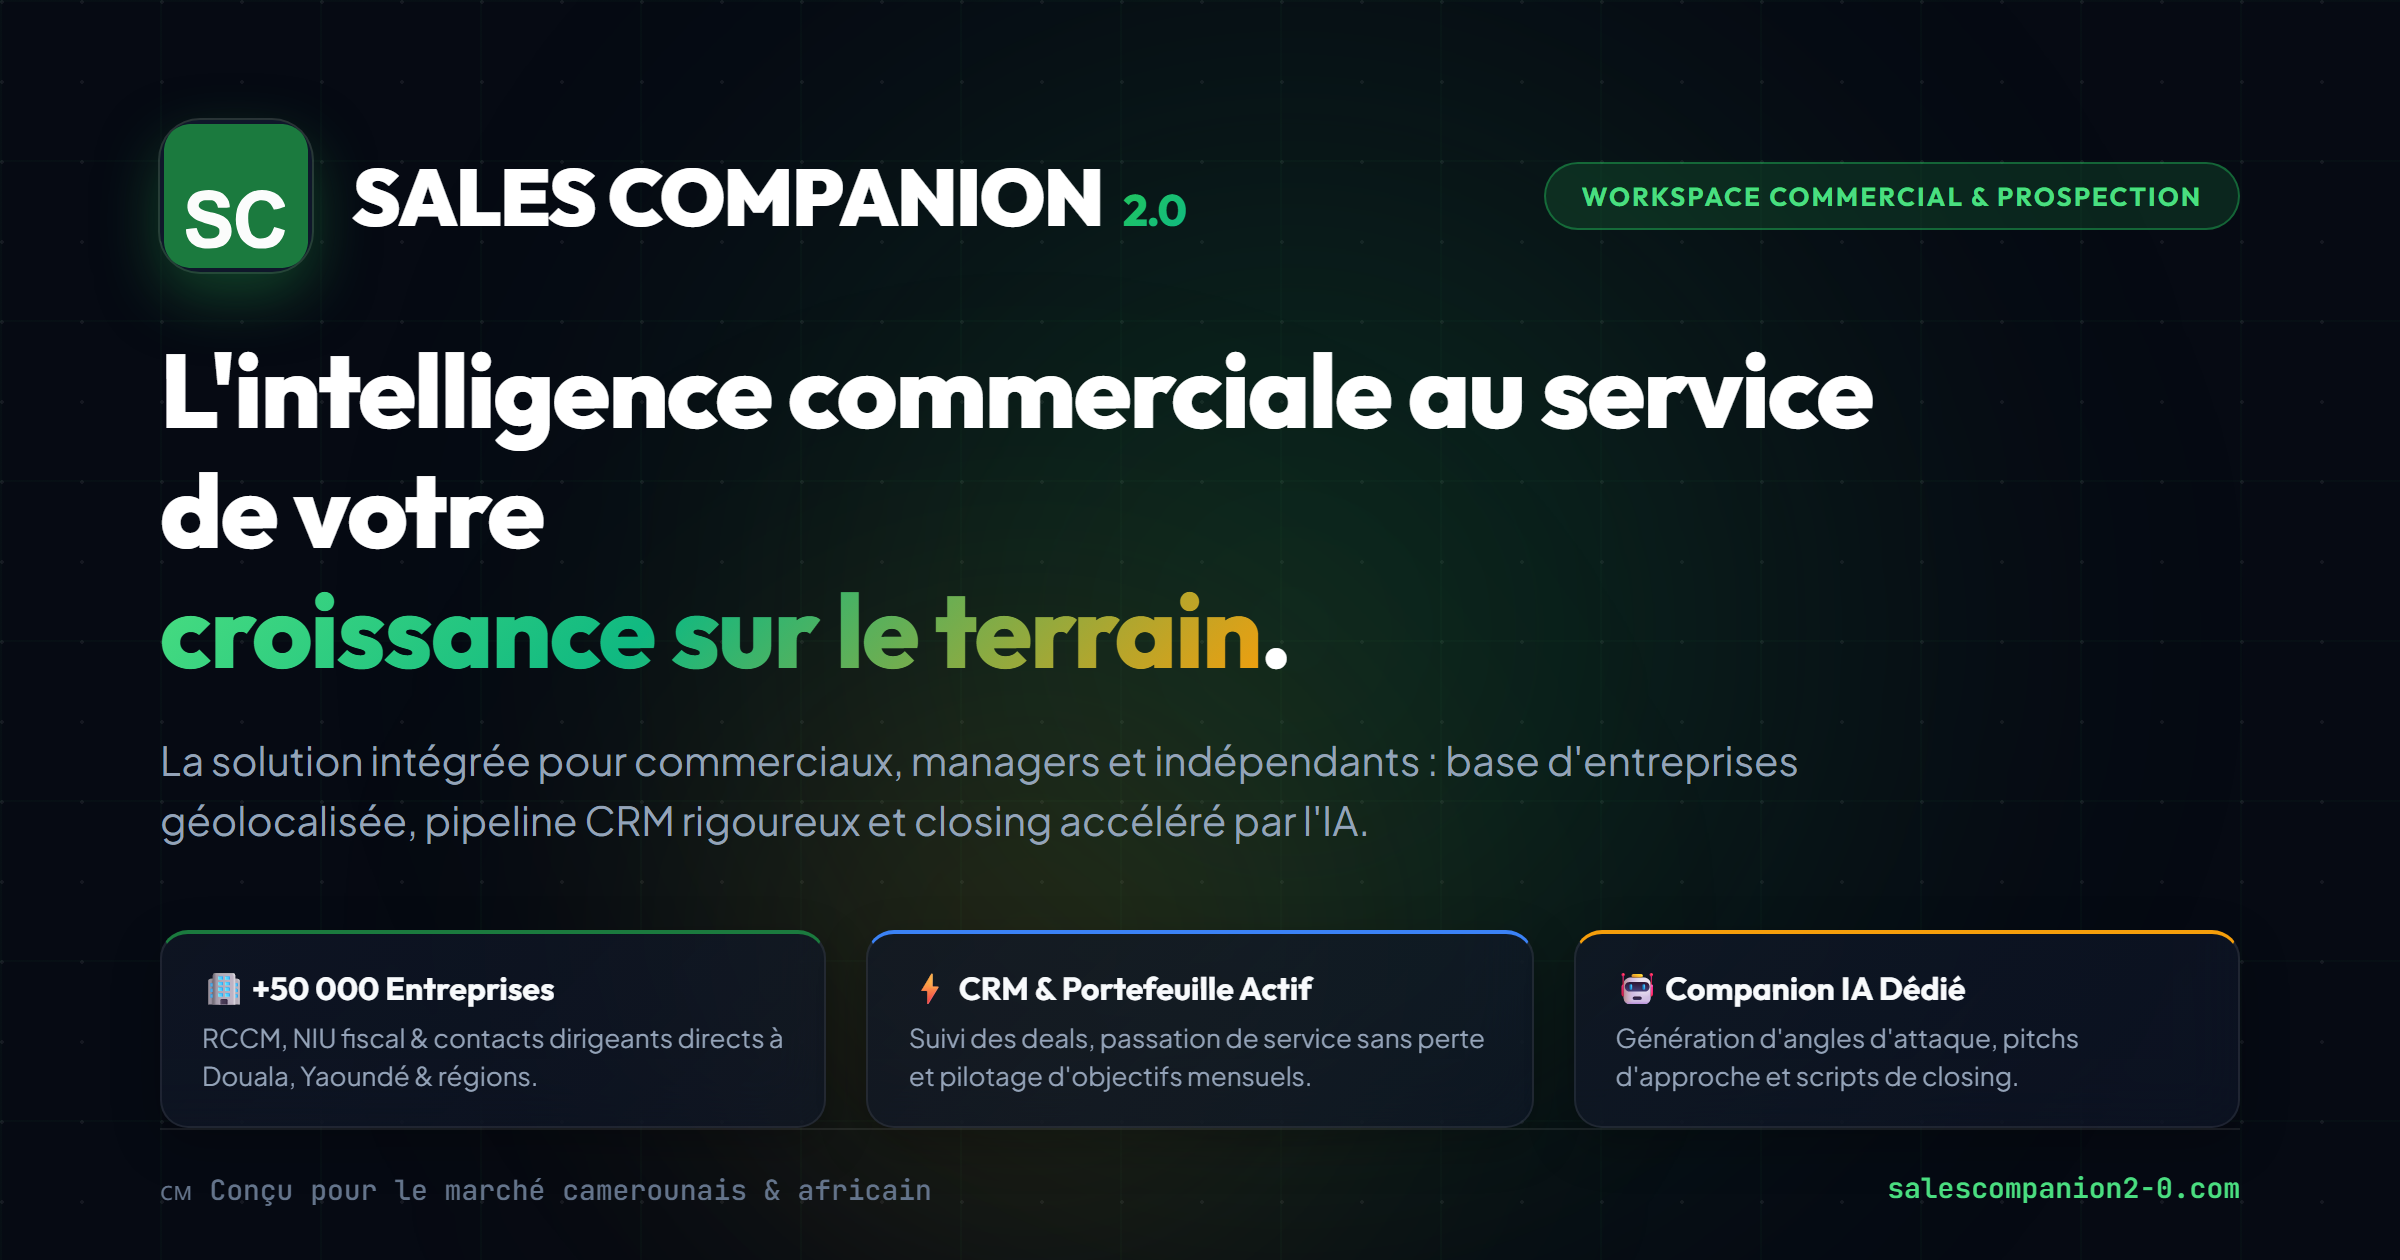 SC
SALES COMPANION 2.0
WORKSPACE COMMERCIAL & PROSPECTION
L'intelligence commerciale au service
de votre
croissance sur le terrain.
La solution intégrée pour commerciaux, managers et indépendants : base d'entreprises
géolocalisée, pipeline CRM rigoureux et closing accéléré par l'IA.
+50 000 Entreprises
RCCM, NIU fiscal & contacts dirigeants directs à
Douala, Yaoundé & régions.
CRM & Portefeuille Actif
Suivi des deals, passation de service sans perte
et pilotage d'objectifs mensuels.
Companion IA Dédié
Génération d'angles d'attaque, pitchs
d'approche et scripts de closing.
CM Conçu pour le marché camerounais & africain
salescompanion2-0.com